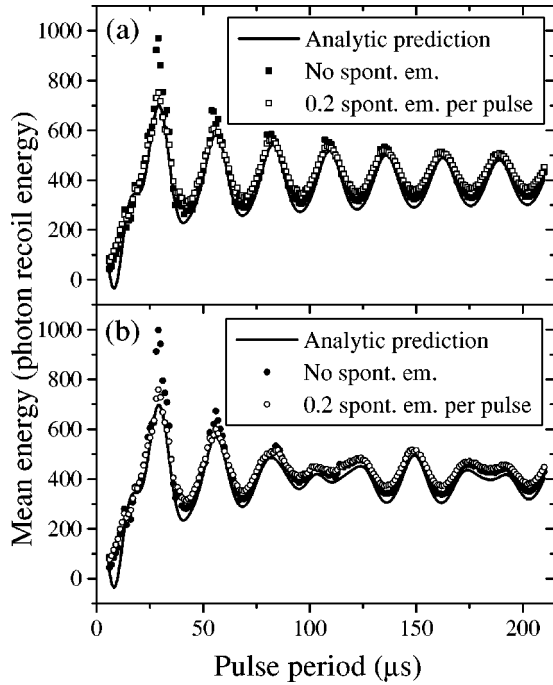 (a)
Analytic prediction
No spont. em.
0.2 spont. em. per pulse
1000
800
600
400
200
0
(b)
Analytic prediction
No spont. em.
0.2 spont. em. per pulse
1000
800
600
400
200
0
0 50 100 150 200
Mean energy (photon recoil energy)
Pulse period (μs)